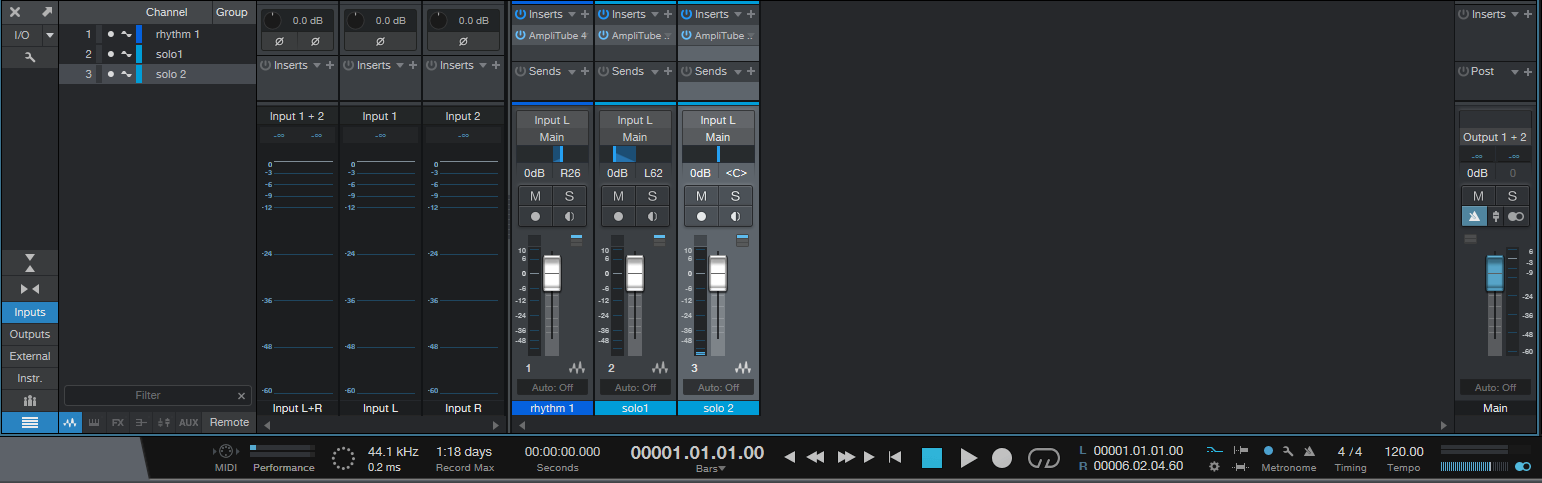 Channel Group
I/O
1 rhythm 1
2 solo1
3 solo 2
Inputs
Outputs
External
Instr.
Filter
FX
AUX
Remote
0.0 dB
Ø Ø
Inserts
Input 1 + 2
-∞ -∞
0
-3
-6
-9
-12
-24
-36
-48
-60
Input L+R
0.0 dB
Ø
Inserts
Input 1
-∞
0
-3
-6
-9
-12
-24
-36
-48
-60
Input L
0.0 dB
Ø
Inserts
Input 2
-∞
0
-3
-6
-9
-12
-24
-36
-48
-60
Input R
Inserts
AmpliTube 4
Sends
Input L
Main
0dB R26
M S
10
6
0
-6
-12
-24
-36
-48
1
Auto: Off
rhythm 1
Inserts
AmpliTube
Sends
Input L
Main
0dB L62
M S
10
6
0
-6
-12
-24
-36
-48
2
Auto: Off
solo1
Inserts
AmpliTube
Sends
Input L
Main
0dB <C>
M S
10
6
0
-6
-12
-24
-36
-48
3
Auto: Off
solo 2
Inserts
Post
Output 1 + 2
-∞ -∞
0dB 0
M S
6
-3
-9
-24
-36
-48
-60
Auto: Off
Main
MIDI
Performance
44.1 kHz
0.2 ms
1:18 days
Record Max
00:00:00.000
Seconds
00001.01.01.00
Bars
L 00001.01.01.00
R 00006.02.04.60
Metronome
4 / 4
Timing
120.00
Tempo